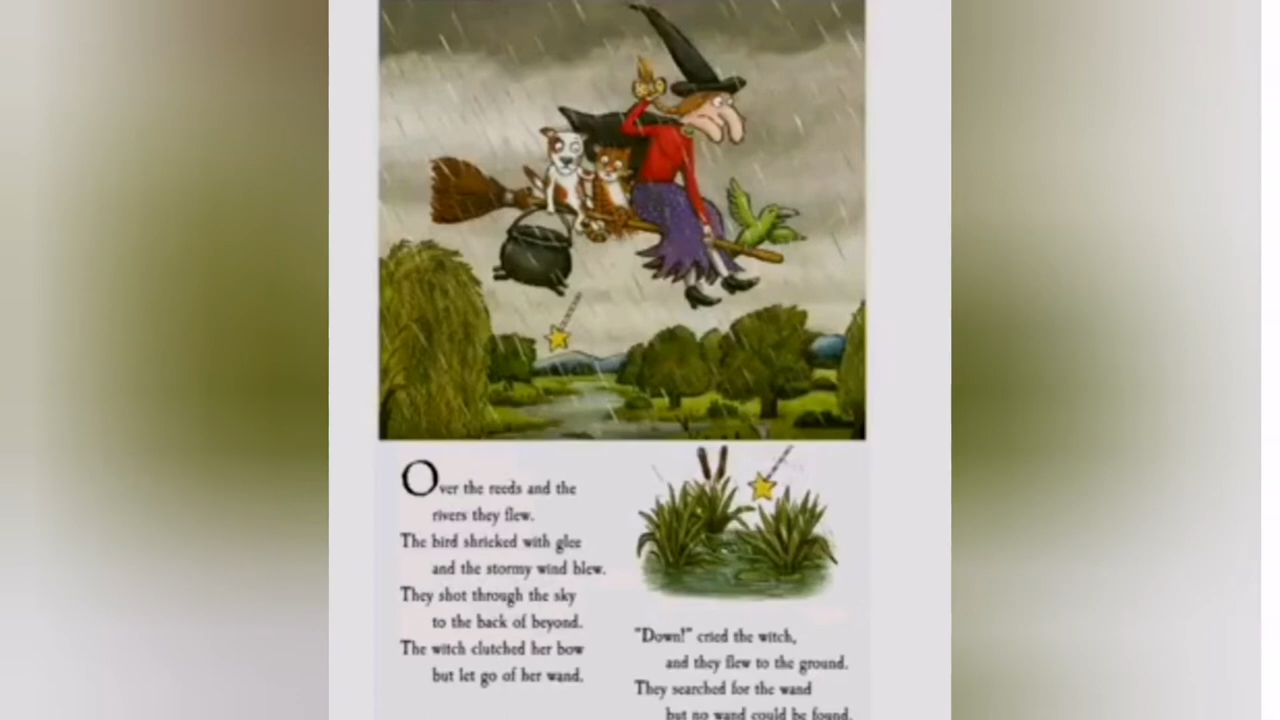 Over the reeds and the
rivers they flew.
The bird shrieked with glee
and the stormy wind blew.
They shot through the sky
to the back of beyond.
The witch clutched her bow
but let go of her wand.
"Down!" cried the witch,
and they flew to the ground.
They searched for the wand
but no wand could be found.